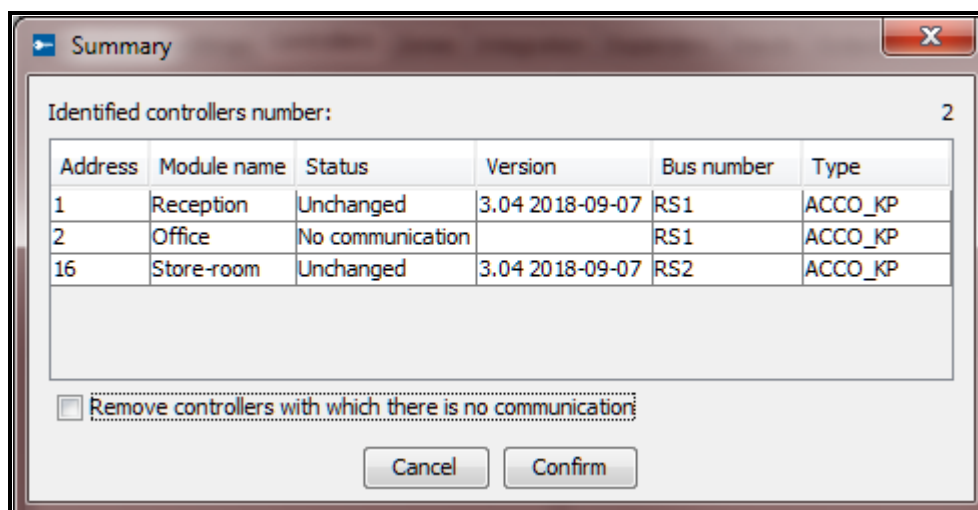 Summary
Identified controllers number: 2
Address Module name Status Version Bus number Type
1 Reception Unchanged 3.04 2018-09-07 RS1 ACCO_KP
2 Office No communication RS1 ACCO_KP
16 Store-room Unchanged 3.04 2018-09-07 RS2 ACCO_KP
Remove controllers with which there is no communication
Cancel Confirm